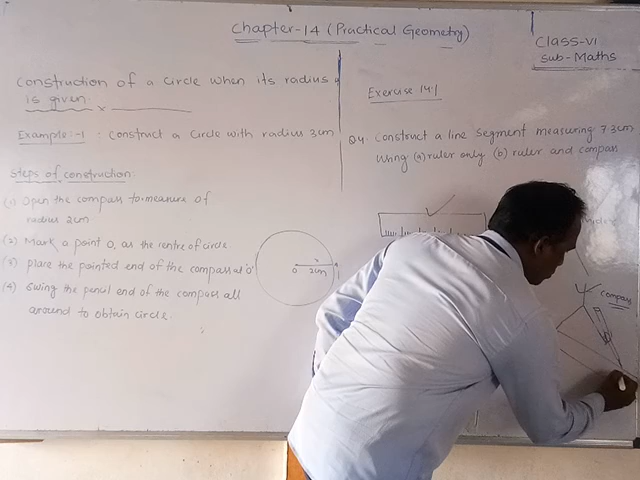 Chapter-14 (Practical Geometry)
Class-VI
Sub-Maths
Construction of a circle when its radius
is given.
Example:-1 : Construct a circle with radius 3cm
Steps of construction:
(1) Open the compass to measure of
radius 2cm
(2) Mark a point O, as the centre of circle
(3) Place the pointed end of the compass at 'O'
(4) Swing the pencil end of the compass all
around to obtain circle.
O 2cm
Exercise 14.1
Q4. Construct a line segment measuring 7.3cm
using (a) ruler only (b) ruler and compass
compass